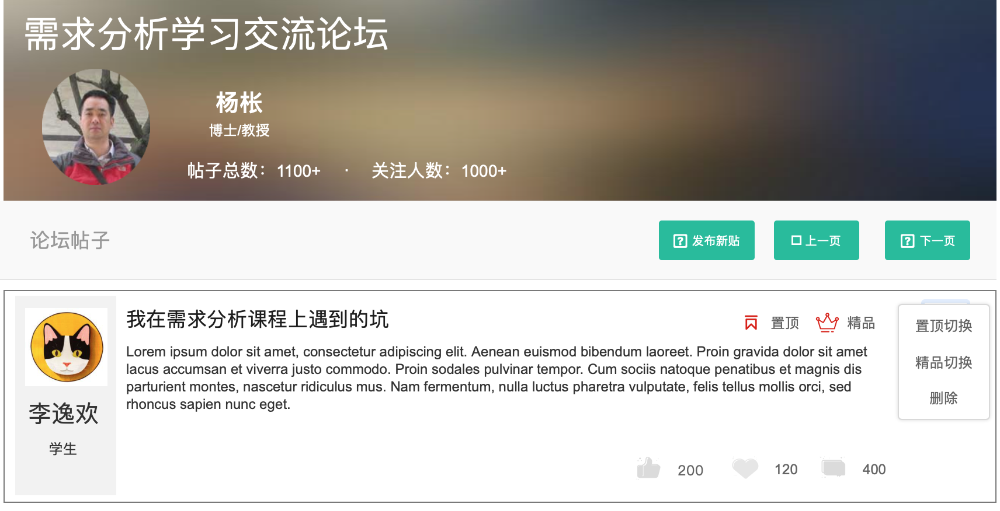 需求分析学习交流论坛
杨枨
博士/教授
帖子总数：1100+ · 关注人数：1000+
论坛帖子
发布新贴
上一页
下一页
我在需求分析课程上遇到的坑
置顶 精品
Lorem ipsum dolor sit amet, consectetur adipiscing elit. Aenean euismod bibendum laoreet. Proin gravida dolor sit amet
lacus accumsan et viverra justo commodo. Proin sodales pulvinar tempor. Cum sociis natoque penatibus et magnis dis
parturient montes, nascetur ridiculus mus. Nam fermentum, nulla luctus pharetra vulputate, felis tellus mollis orci, sed
rhoncus sapien nunc eget.
置顶切换
精品切换
删除
李逸欢
学生
200 120 400